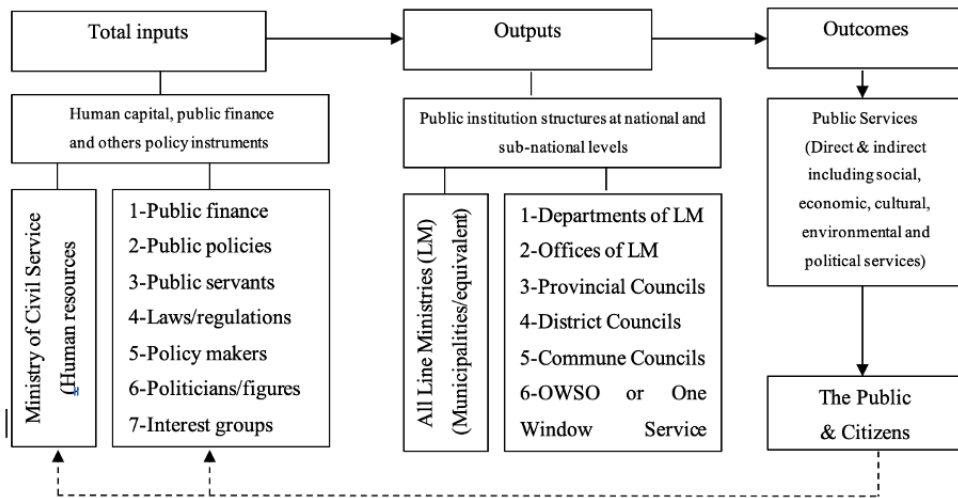 Total inputs
Outputs
Outcomes
Human capital, public finance
and others policy instruments
Public institution structures at national and
sub-national levels
Public Services
(Direct & indirect
including social,
economic, cultural,
environmental and
political services)
Ministry of Civil Service
(Human resources
1-Public finance
2-Public policies
3-Public servants
4-Laws/regulations
5-Policy makers
6-Politicians/figures
7-Interest groups
All Line Ministries (LM)
(Municipalities/equivalent)
1-Departments of LM
2-Offices of LM
3-Provincial Councils
4-District Councils
5-Commune Councils
6-OWSO or One
Window Service
The Public
& Citizens